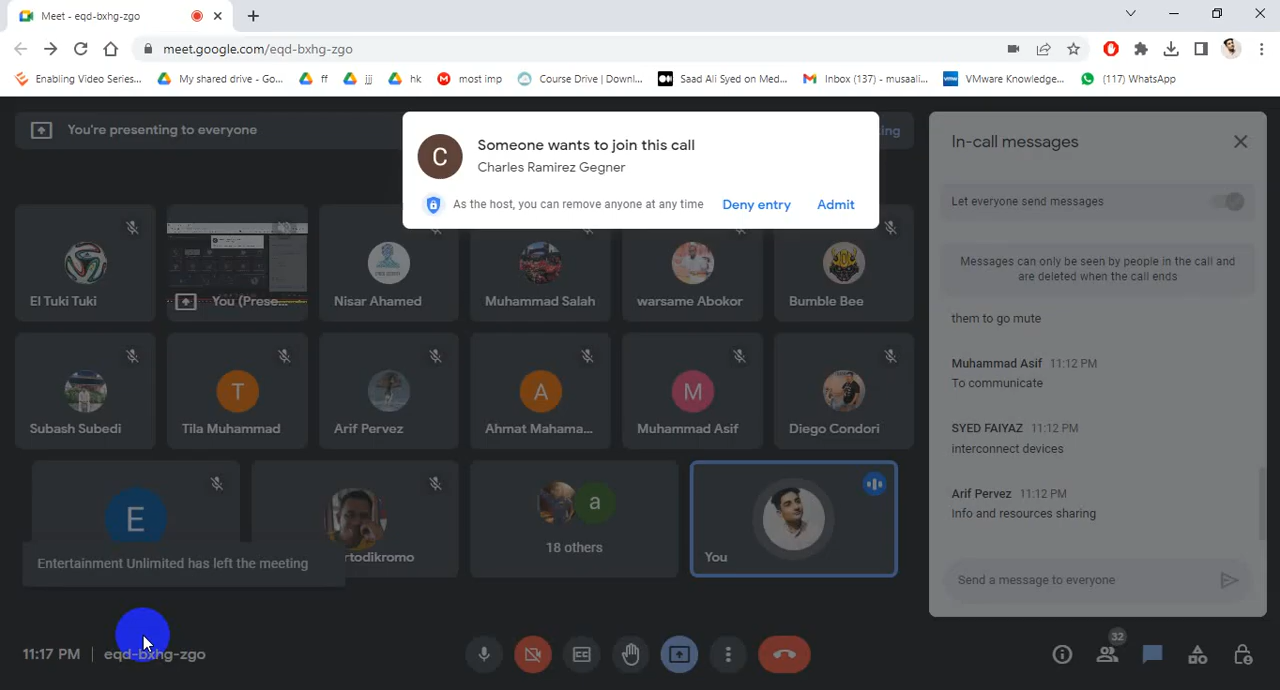 Meet - eqd-bxhg-zgo
meet.google.com/eqd-bxhg-zgo
Enabling Video Series...
My shared drive - Go...
ff
jjj
hk
most imp
Course Drive | Downl...
Saad Ali Syed on Med...
Inbox (137) - musaali...
VMware Knowledge...
(117) WhatsApp
You're presenting to everyone
Someone wants to join this call
C
Charles Ramirez Gegner
As the host, you can remove anyone at any time
Deny entry
Admit
In-call messages
Let everyone send messages
Messages can only be seen by people in the call and
are deleted when the call ends
them to go mute
Muhammad Asif 11:12 PM
To communicate
SYED FAIYAZ 11:12 PM
interconnect devices
Arif Pervez 11:12 PM
Info and resources sharing
Send a message to everyone
El Tuki Tuki
You (Prese...
Nisar Ahamed
Muhammad Salah
warsame Abokor
Bumble Bee
Subash Subedi
T
Tila Muhammad
Arif Pervez
A
Ahmat Mahama...
M
Muhammad Asif
Diego Condori
E
rtodikromo
a
18 others
You
Entertainment Unlimited has left the meeting
11:17 PM | eqd-bxhg-zgo
32